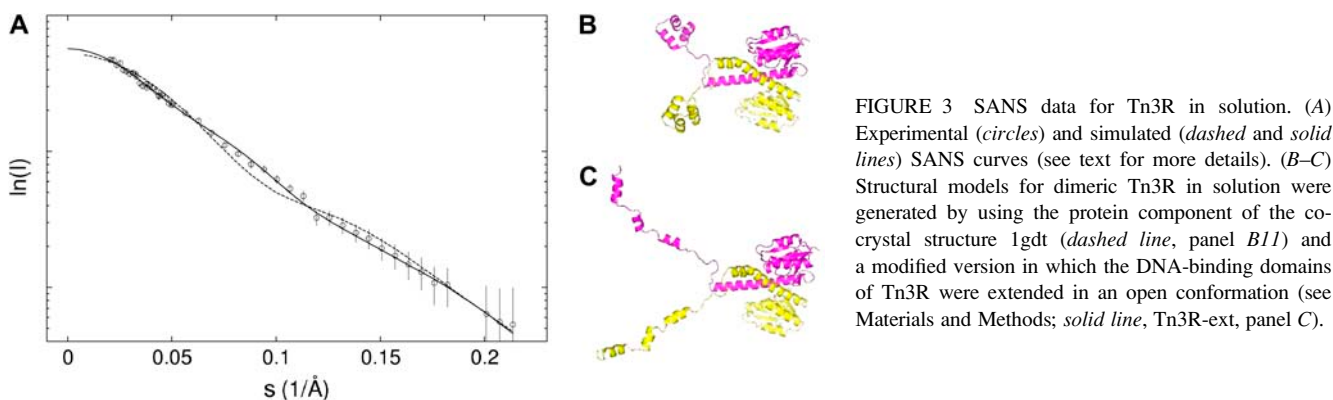 A
ln(I)
0
0.05
0.1
0.15
0.2
s (1/Å)
B
C
FIGURE 3 SANS data for Tn3R in solution. (A)
Experimental (circles) and simulated (dashed and solid
lines) SANS curves (see text for more details). (B–C)
Structural models for dimeric Tn3R in solution were
generated by using the protein component of the co-
crystal structure 1gdt (dashed line, panel B11) and
a modified version in which the DNA-binding domains
of Tn3R were extended in an open conformation (see
Materials and Methods; solid line, Tn3R-ext, panel C).